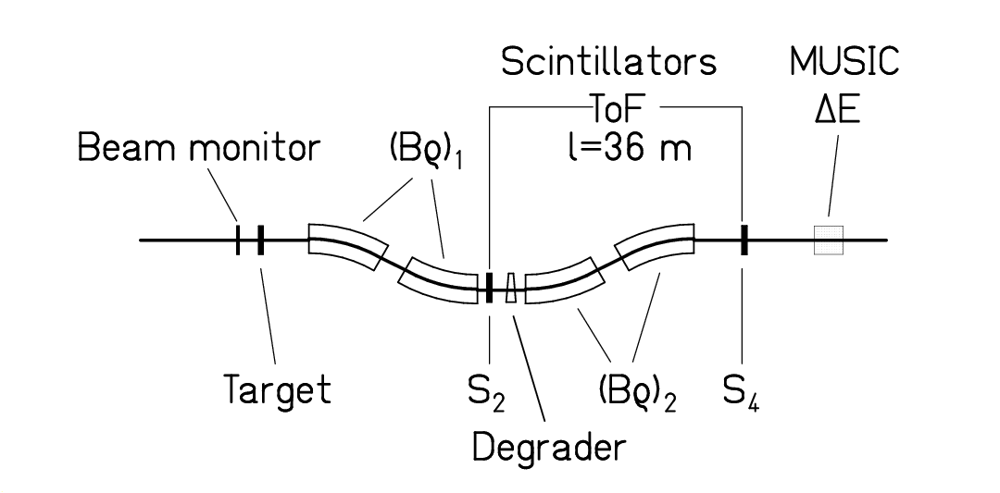 Scintillators
MUSIC
ToF
ΔE
l=36 m
Beam monitor
(Bϱ)₁
Target
S₂
(Bϱ)₂
S₄
Degrader